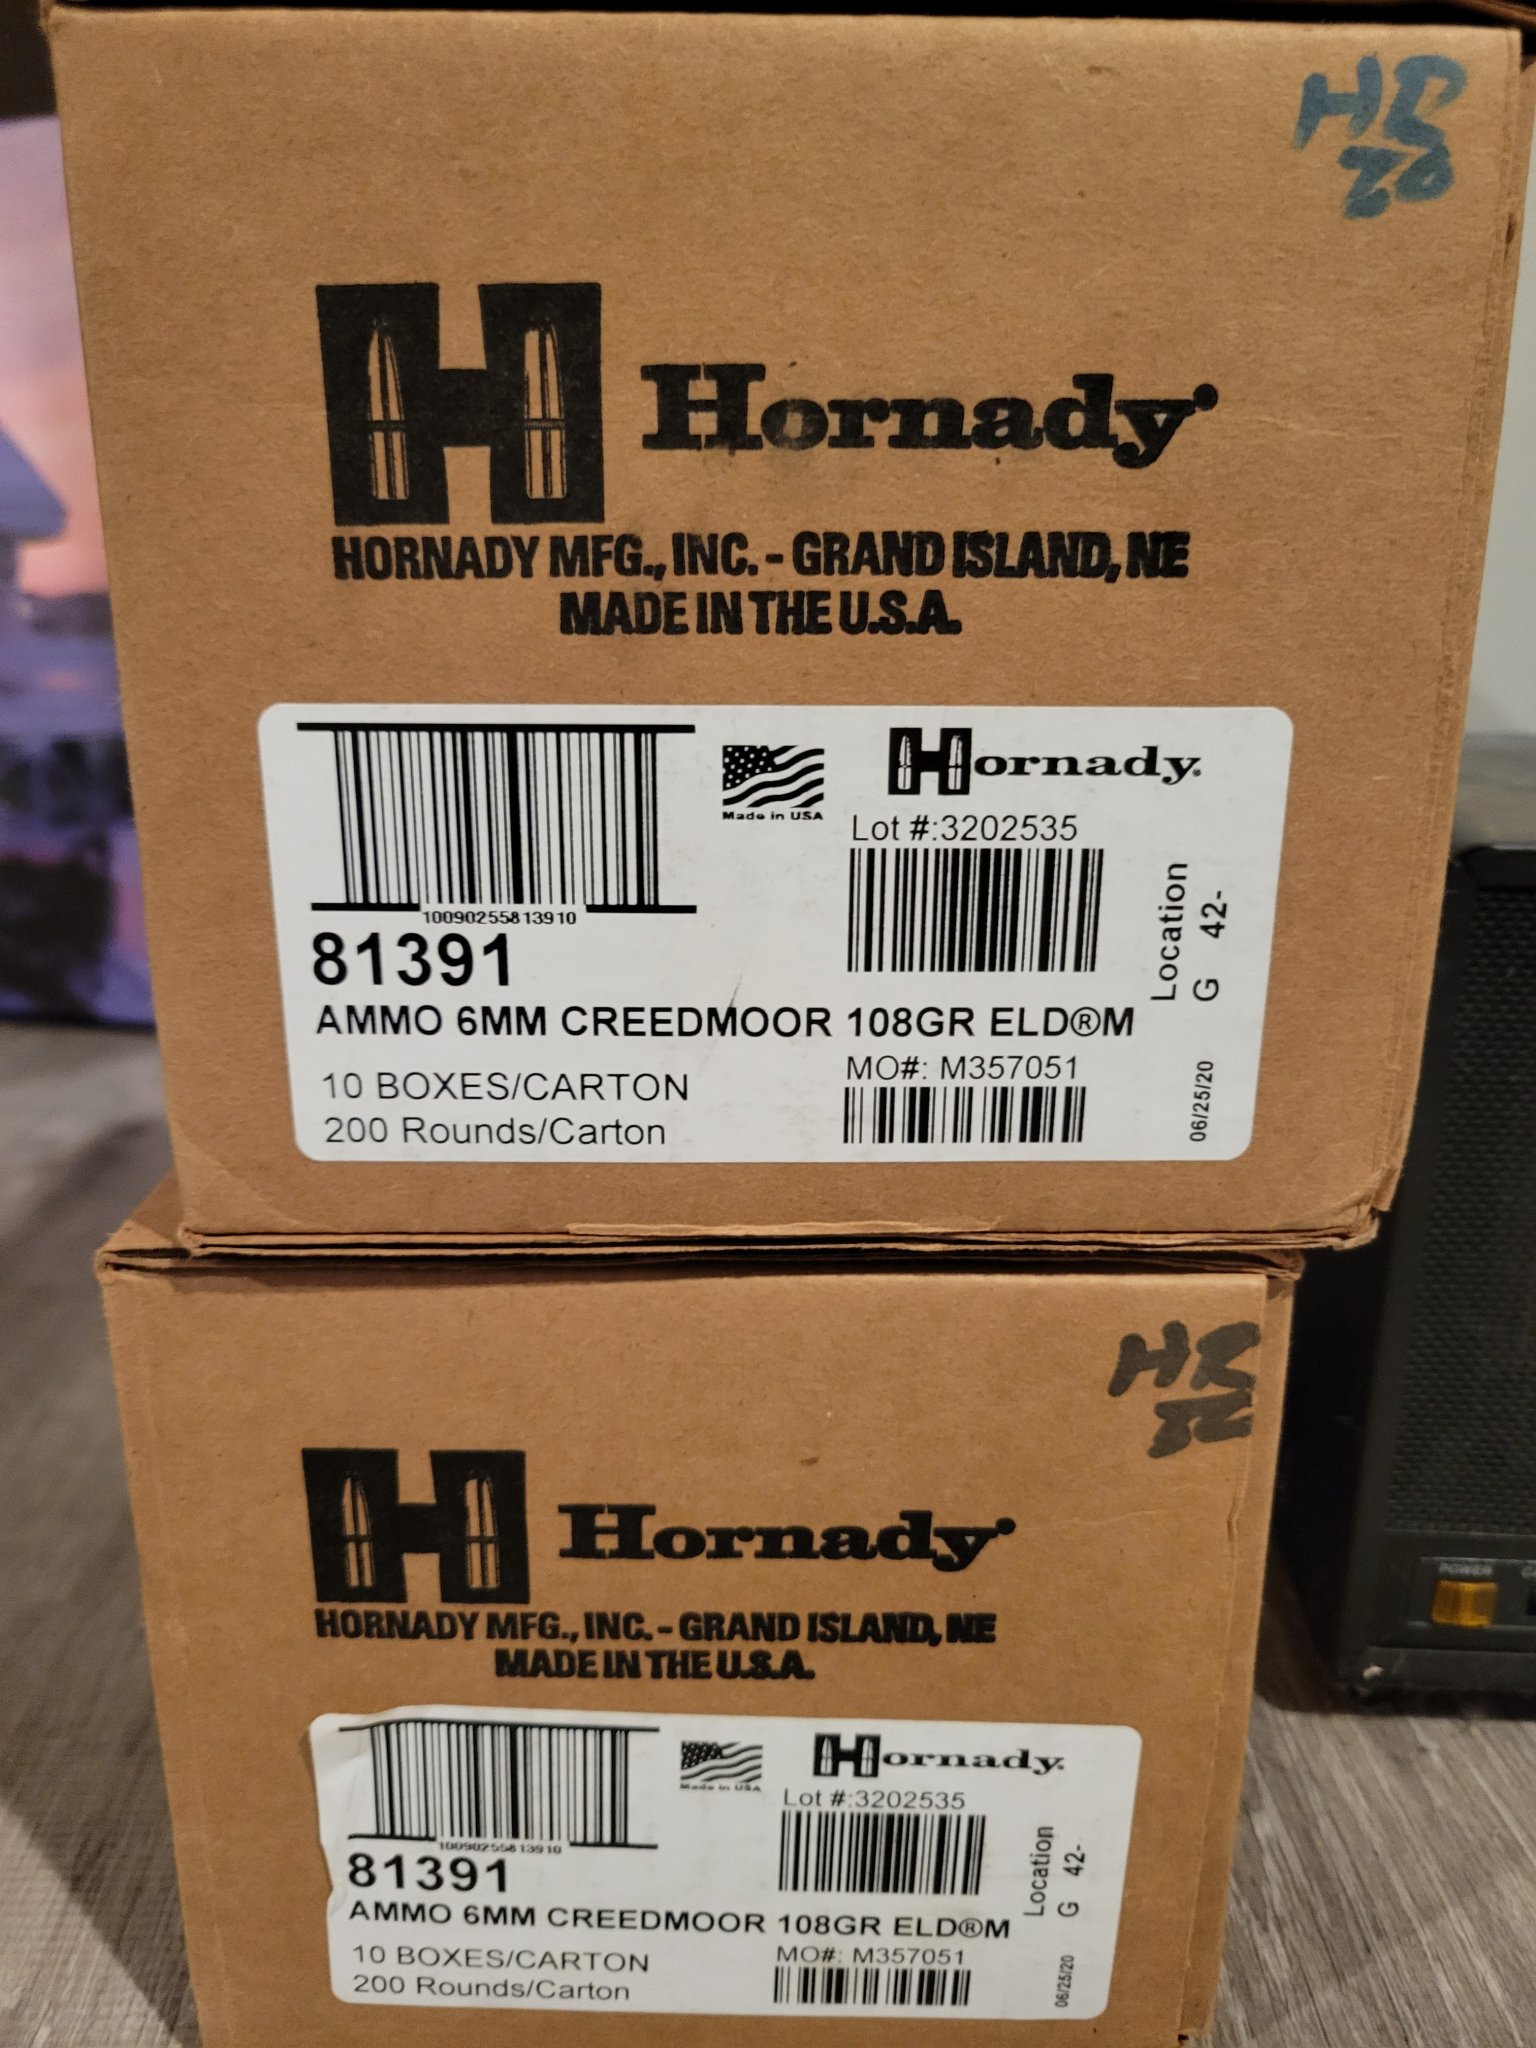 Hornady
HORNADY MFG., INC. - GRAND ISLAND, NE
MADE IN THE U.S.A.
Made in USA
Hornady.
Lot #:3202535
10090255813910
81391
AMMO 6MM CREEDMOOR 108GR ELD®M
10 BOXES/CARTON
200 Rounds/Carton
MO#: M357051
Location
G 42-
06/25/20
Hornady
HORNADY MFG., INC. - GRAND ISLAND, NE
MADE IN THE U.S.A.
Made in USA
Hornady.
Lot #:3202535
10090255813910
81391
AMMO 6MM CREEDMOOR 108GR ELD®M
10 BOXES/CARTON
200 Rounds/Carton
MO#: M357051
Location
G 42-
06/25/20
POWER